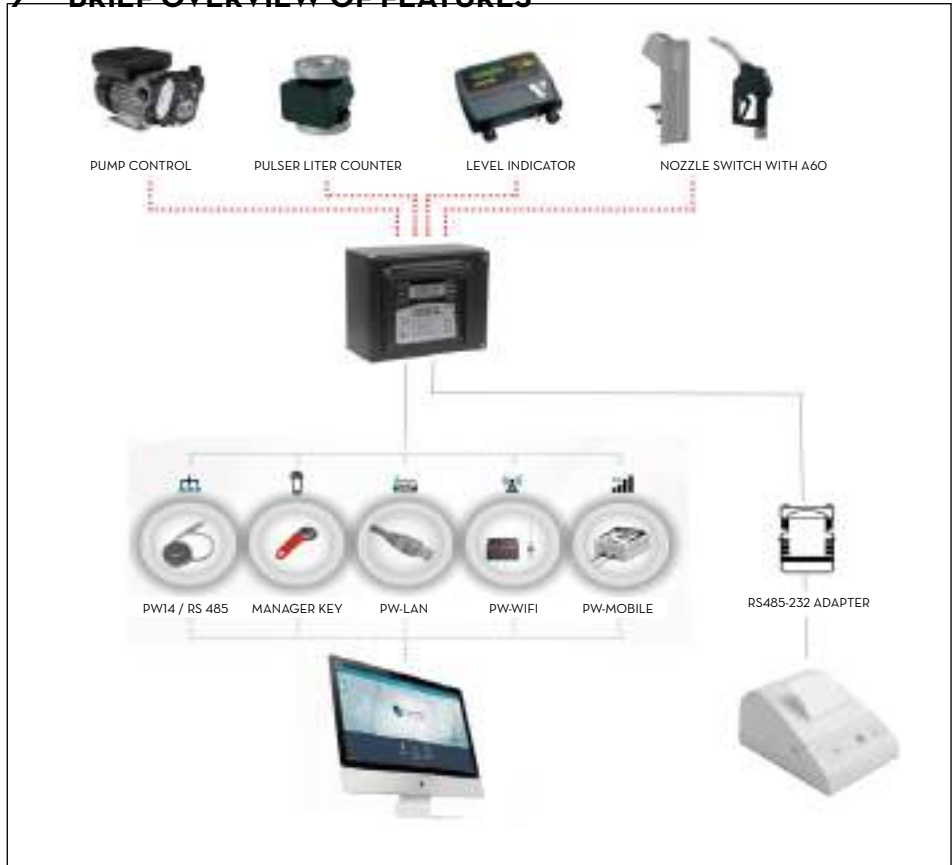 BRIEF OVERVIEW OF FEATURES
PUMP CONTROL
PULSER LITER COUNTER
LEVEL INDICATOR
NOZZLE SWITCH WITH A60
PW14 / RS 485
MANAGER KEY
PW-LAN
PW-WIFI
PW-MOBILE
RS485-232 ADAPTER